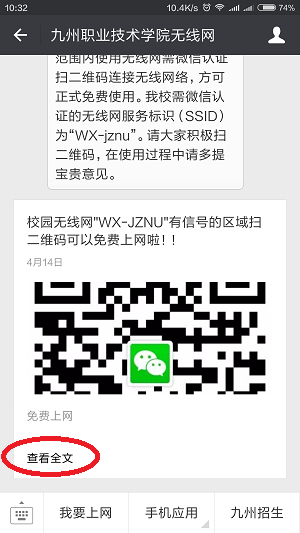 10:32
10.4K/s
73%
九州职业技术学院无线网
范围内使用无线网需微信认证
扫二维码连接无线网络，方可
正式免费使用。我校需微信认
证的无线网服务标识（SSID）
为“WX-jznu”。请大家积极扫
二维码，在使用过程中请多提
宝贵意见。
校园无线网"WX-JZNU"有信号的区域扫
二维码可以免费上网啦！！
4月14日
免费上网
查看全文
我要上网
手机应用
九州招生